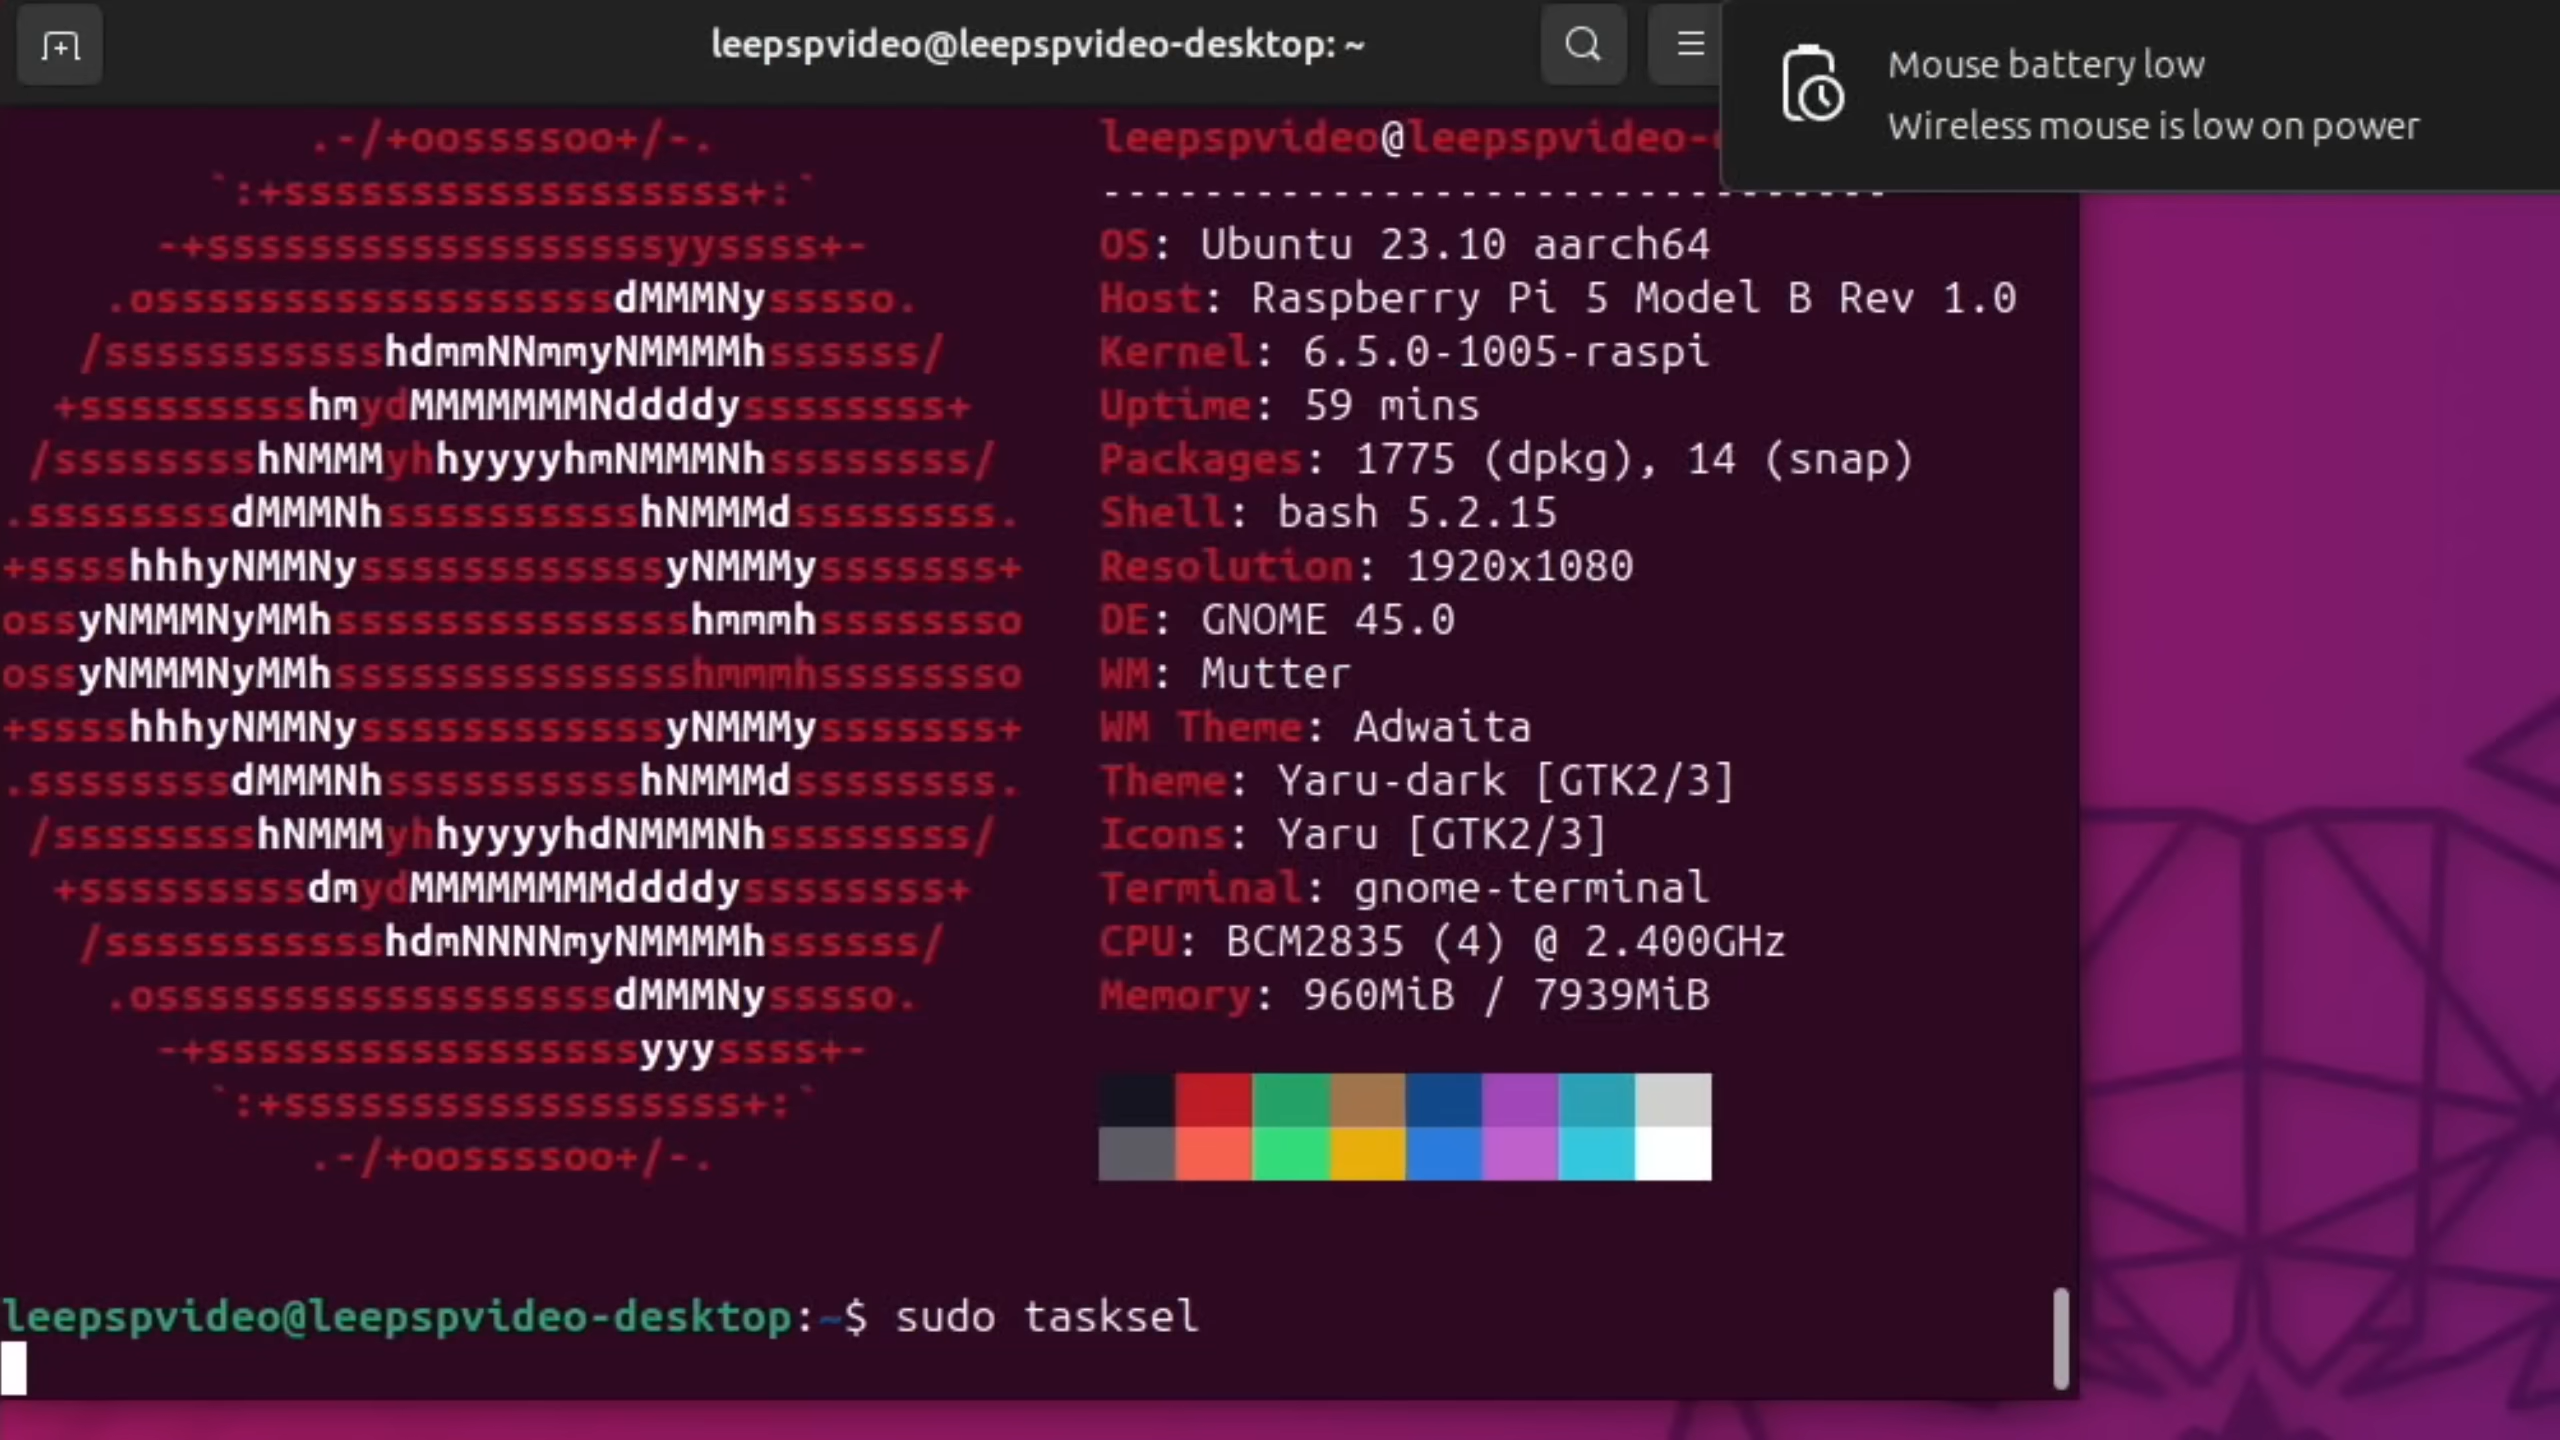 leepspvideo@leepspvideo-desktop: ~
Mouse battery low
Wireless mouse is low on power
.-/+oossssoo+/-.
`:+ssssssssssssssssss+:`
-+ssssssssssssssssssyyssss+-
.ossssssssssssssssssdMMMNysssso.
/ssssssssssshdmmNNmmyNMMMMhssssss/
+ssssssssshmydMMMMMMMNddddyssssssss+
/sssssssshNMMMyhhyyyyhmNMMMNhssssssss/
.ssssssssdMMMNhsssssssssshNMMMdssssssss.
+sssshhhyNMMNyssssssssssssyNMMMysssssss+
ossyNMMMNyMMhsssssssssssssshmmmhssssssso
ossyNMMMNyMMhsssssssssssssshmmmhssssssso
+sssshhhyNMMNyssssssssssssyNMMMysssssss+
.ssssssssdMMMNhsssssssssshNMMMdssssssss.
/sssssssshNMMMyhhyyyyhdNMMMNhssssssss/
+sssssssssdmydMMMMMMMMddddyssssssss+
/ssssssssssshdmNNNNmyNMMMMhssssss/
.ossssssssssssssssssdMMMNysssso.
-+sssssssssssssssssyyyssss+-
`:+ssssssssssssssssss+:`
.-/+oossssoo+/-.
leepspvideo@leepspvideo-
-------------------------------
OS: Ubuntu 23.10 aarch64
Host: Raspberry Pi 5 Model B Rev 1.0
Kernel: 6.5.0-1005-raspi
Uptime: 59 mins
Packages: 1775 (dpkg), 14 (snap)
Shell: bash 5.2.15
Resolution: 1920x1080
DE: GNOME 45.0
WM: Mutter
WM Theme: Adwaita
Theme: Yaru-dark [GTK2/3]
Icons: Yaru [GTK2/3]
Terminal: gnome-terminal
CPU: BCM2835 (4) @ 2.400GHz
Memory: 960MiB / 7939MiB
leepspvideo@leepspvideo-desktop:~$ sudo tasksel